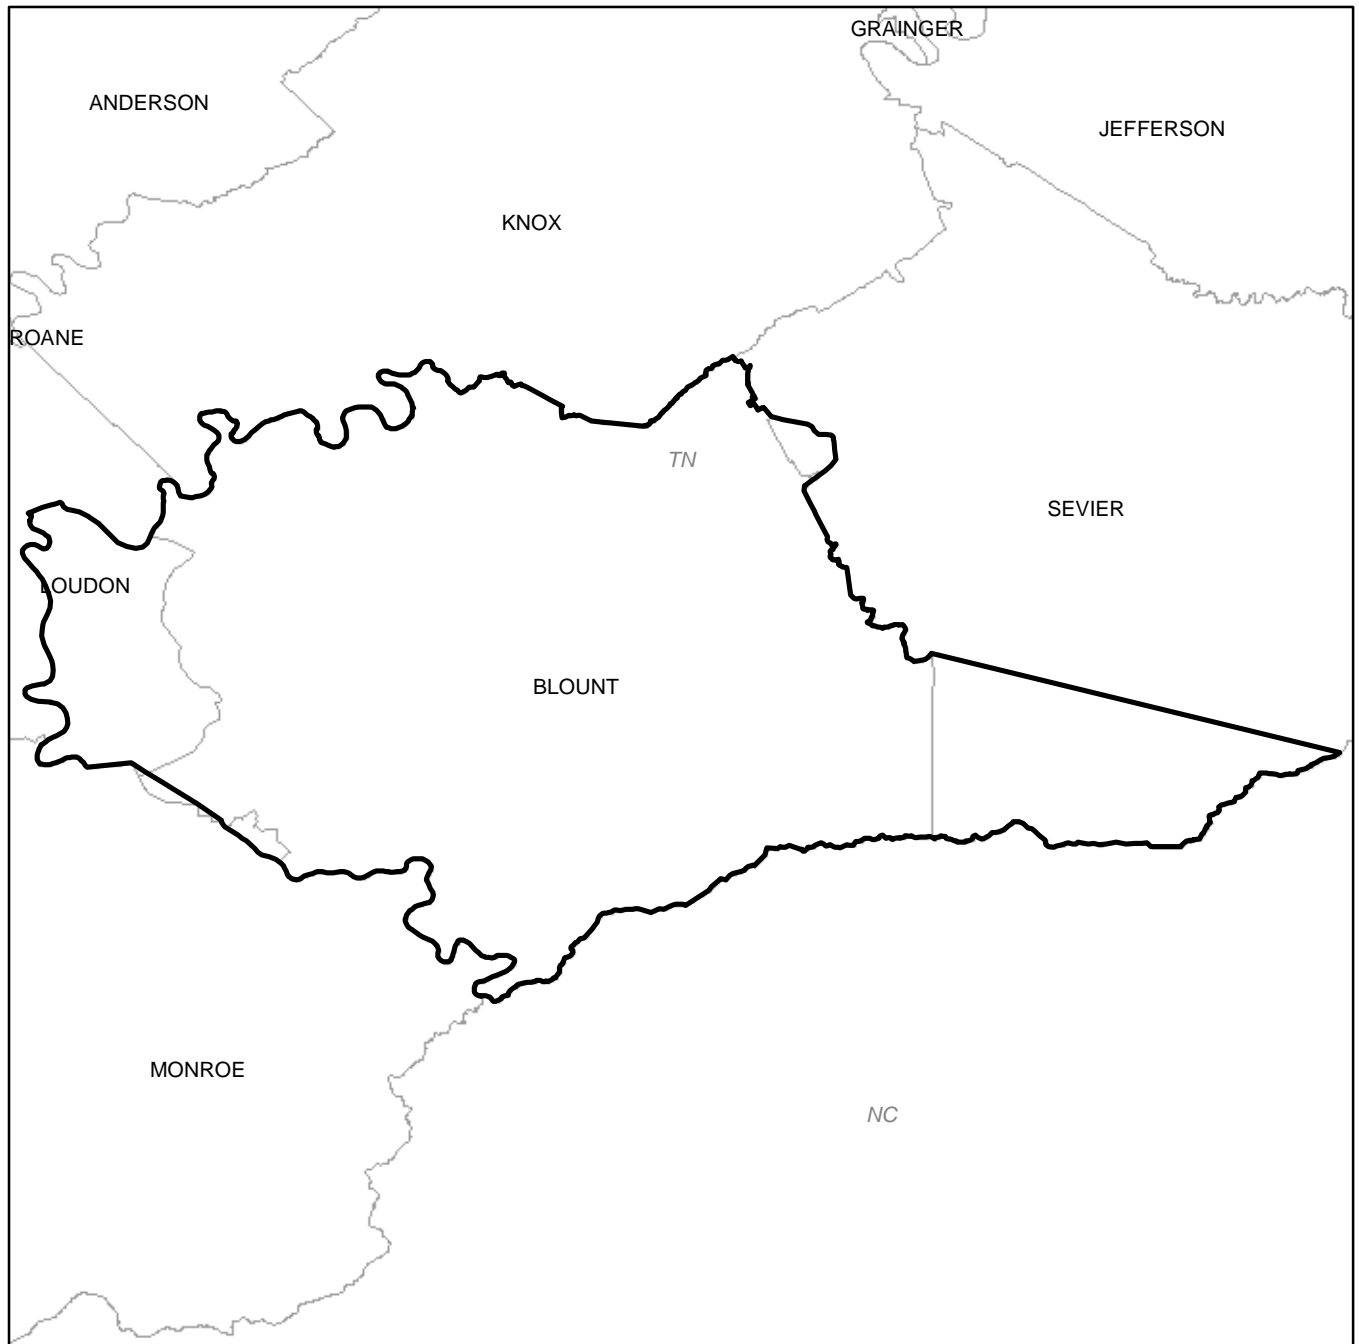 GRAINGER
ANDERSON
JEFFERSON
KNOX
ROANE
TN
SEVIER
LOUDON
BLOUNT
MONROE
NC